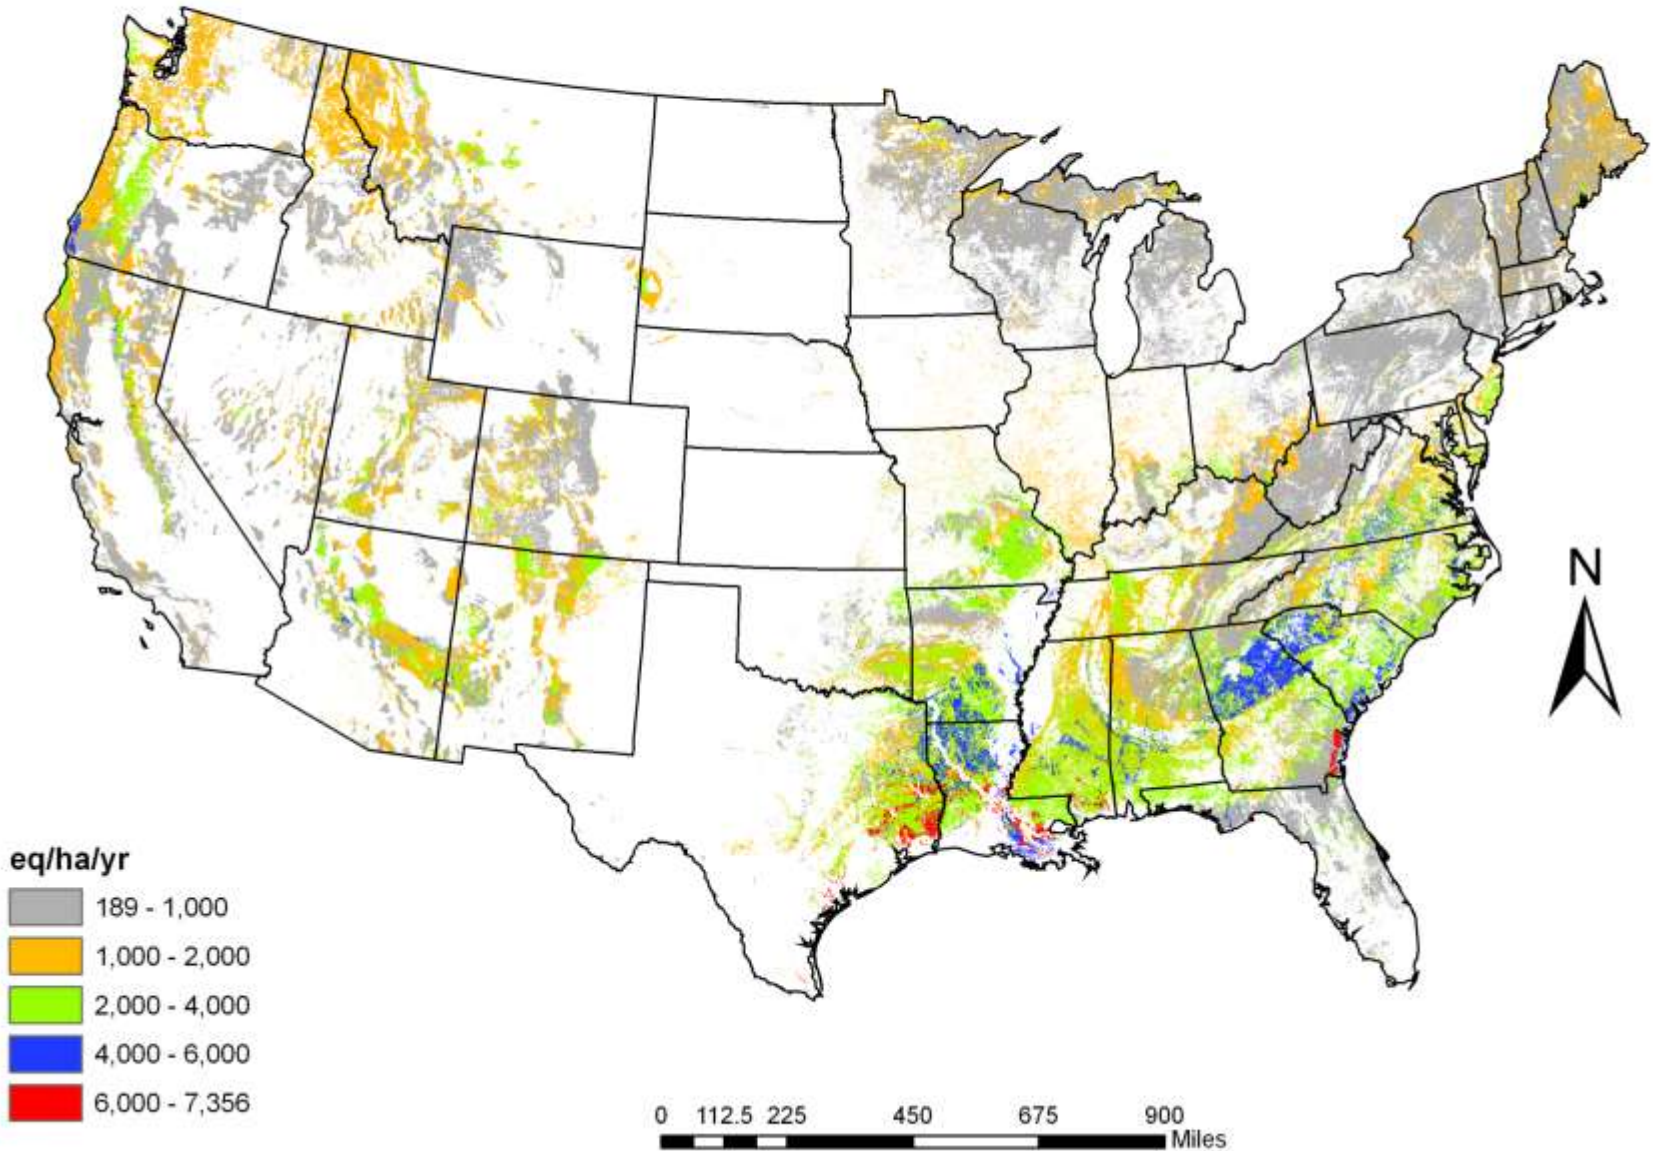 N
eq/ha/yr
189 - 1,000
1,000 - 2,000
2,000 - 4,000
4,000 - 6,000
6,000 - 7,356
0 112.5 225 450 675 900
Miles